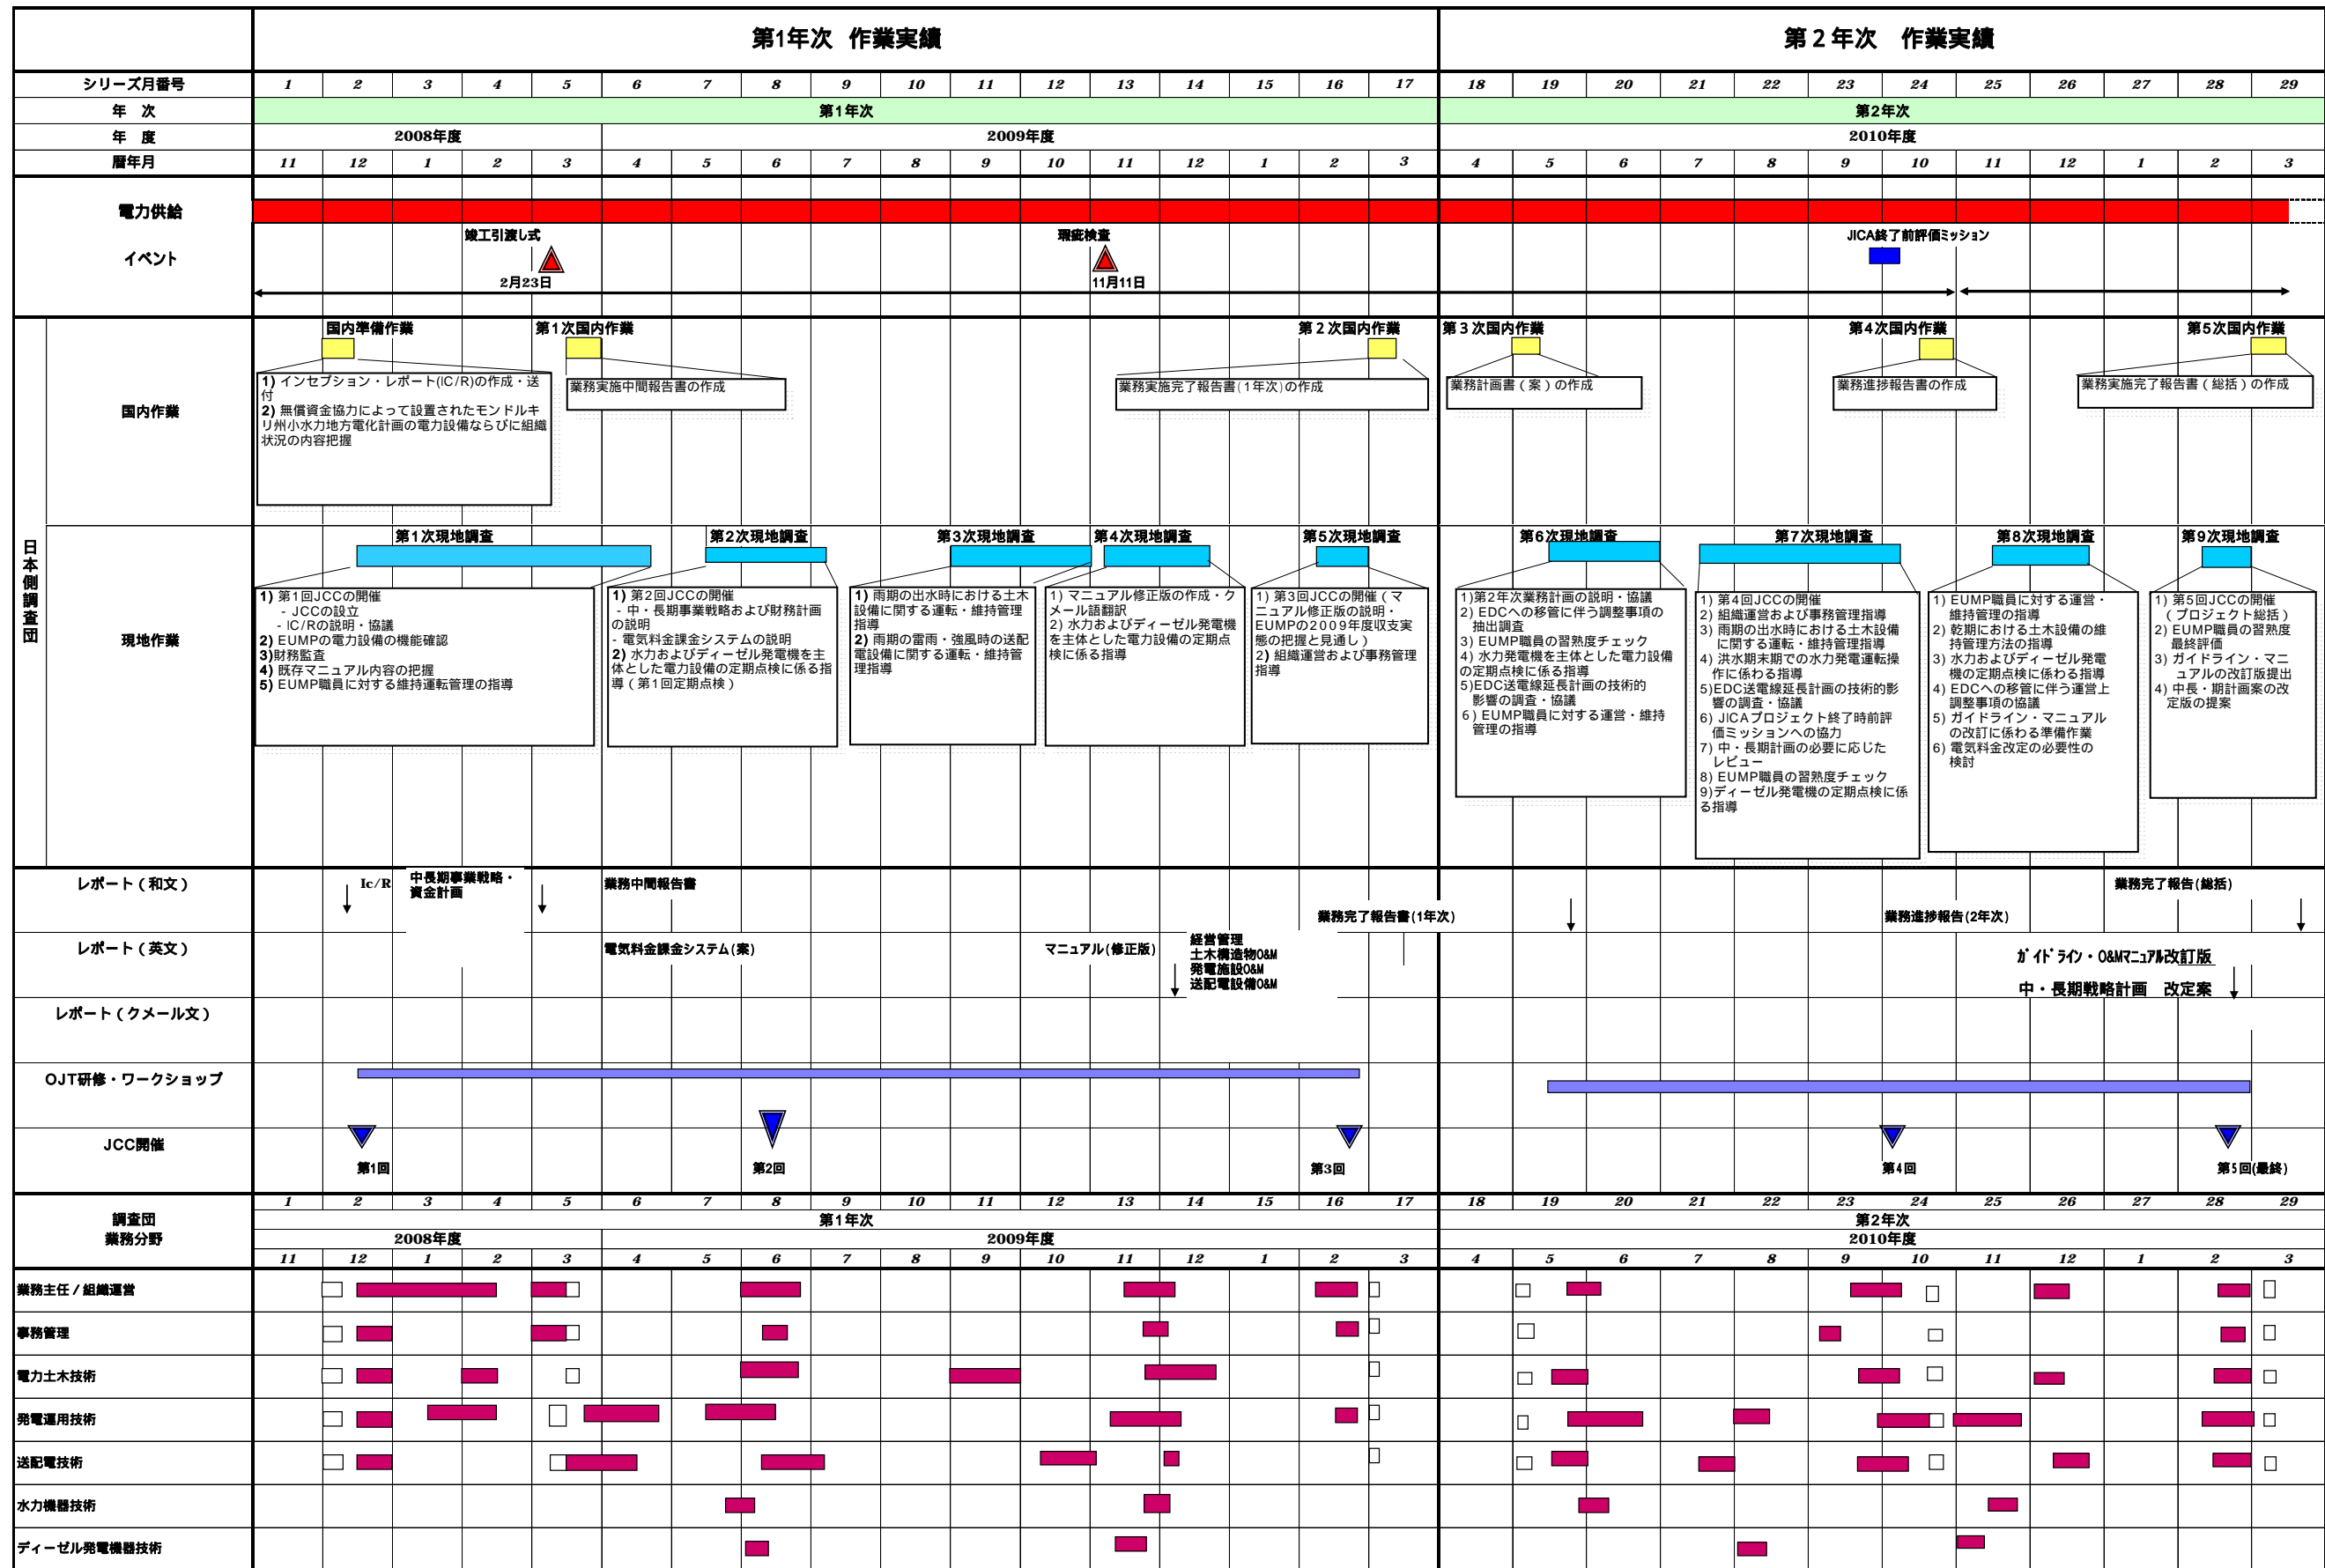 第1年次 作業実績
第２年次 作業実績
シリーズ月番号 1 2 3 4 5 6 7 8 9 10 11 12 13 14 15 16 17 18 19 20 21 22 23 24 25 26 27 28 29
年 次 第1年次 第2年次
年 度 2008年度 2009年度 2010年度
暦年月 11 12 1 2 3 4 5 6 7 8 9 10 11 12 1 2 3 4 5 6 7 8 9 10 11 12 1 2 3
電力供給
イベント
竣工引渡し式
2月23日
瑕疵検査
11月11日
JICA終了前評価ミッション
日本側調査団
国内作業
国内準備作業
1) インセプション・レポート(IC/R)の作成・送
付
2) 無償資金協力によって設置されたモンドルキ
リ州小水力地方電化計画の電力設備ならびに組織
状況の内容把握
第1次国内作業
業務実施中間報告書の作成
第２次国内作業
業務実施完了報告書(1年次)の作成
第３次国内作業
業務計画書（案）の作成
第4次国内作業
業務進捗報告書の作成
第5次国内作業
業務実施完了報告書（総括）の作成
現地作業
第1次現地調査
1) 第1回JCCの開催
- JCCの設立
- IC/Rの説明・協議
2) EUMPの電力設備の機能確認
3)財務監査
4) 既存マニュアル内容の把握
5) EUMP職員に対する維持運転管理の指導
第2次現地調査
1) 第2回JCCの開催
- 中・長期事業戦略および財務計画
の説明
- 電気料金課金システムの説明
2) 水力およびディーゼル発電機を主
体とした電力設備の定期点検に係る指
導（第1回定期点検）
第3次現地調査
1) 雨期の出水時における土木
設備に関する運転・維持管理
指導
2) 雨期の雷雨・強風時の送配
電設備に関する運転・維持管
理指導
第4次現地調査
1) マニュアル修正版の作成・ク
メール語翻訳
2) 水力およびディーゼル発電機
を主体とした電力設備の定期点
検に係る指導
第5次現地調査
1) 第3回JCCの開催（マ
ニュアル修正版の説明・
EUMPの2009年度収支実
態の把握と見通し）
2) 組織運営および事務管理
指導
第6次現地調査
1)第2年次業務計画の説明・協議
2) EDCへの移管に伴う調整事項の
抽出調査
3) EUMP職員の習熟度チェック
4) 水力発電機を主体とした電力設備
の定期点検に係る指導
5)EDC送電線延長計画の技術的
影響の調査・協議
6) EUMP職員に対する運営・維持
管理の指導
第7次現地調査
1) 第4回JCCの開催
2) 組織運営および事務管理指導
3) 雨期の出水時における土木設備
に関する運転・維持管理指導
4) 洪水期末期での水力発電運転操
作に係わる指導
5)EDC送電線延長計画の技術的影
響の調査・協議
6) JICAプロジェクト終了時前評
価ミッションへの協力
7) 中・長期計画の必要に応じた
レビュー
8) EUMP職員の習熟度チェック
9)ディーゼル発電機の定期点検に係
る指導
第8次現地調査
1) EUMP職員に対する運営・
維持管理の指導
2) 乾期における土木設備の維
持管理方法の指導
3) 水力およびディーゼル発電
機の定期点検に係わる指導
4) EDCへの移管に伴う運営上
調整事項の協議
5) ガイドライン・マニュアル
の改訂に係わる準備作業
6) 電気料金改定の必要性の
検討
第9次現地調査
1) 第5回JCCの開催
（プロジェクト総括）
2) EUMP職員の習熟度
最終評価
3) ガイドライン・マニ
ュアルの改訂版提出
4) 中長・期計画案の改
定版の提案
レポート（和文）
Ic/R
中長期事業戦略・
資金計画
業務中間報告書
業務完了報告書(1年次)
業務進捗報告(2年次)
業務完了報告(総括)
レポート（英文）
電気料金課金システム(案)
マニュアル(修正版)
経営管理
土木構造物O&M
発電施設O&M
送配電設備O&M
ｶﾞｲﾄﾞﾗｲﾝ・O&Mﾏﾆｭｱﾙ改訂版
中・長期戦略計画 改定案
レポート（クメール文）
OJT研修・ワークショップ
JCC開催
第1回
第2回
第3回
第4回
第5回(最終)
調査団
業務分野
1 2 3 4 5 6 7 8 9 10 11 12 13 14 15 16 17 18 19 20 21 22 23 24 25 26 27 28 29
第1年次 第2年次
2008年度 2009年度 2010年度
11 12 1 2 3 4 5 6 7 8 9 10 11 12 1 2 3 4 5 6 7 8 9 10 11 12 1 2 3
業務主任 / 組織運営
事務管理
電力土木技術
発電運用技術
送配電技術
水力機器技術
ディーゼル発電機器技術